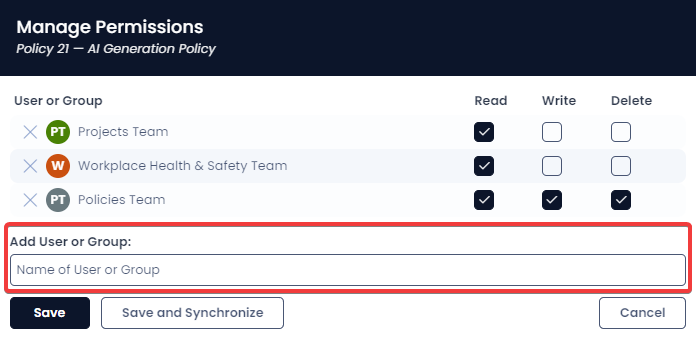 Manage Permissions
Policy 21 — AI Generation Policy
User or Group Read Write Delete
PT Projects Team
W Workplace Health & Safety Team
PT Policies Team
Add User or Group:
Name of User or Group
Save Save and Synchronize Cancel